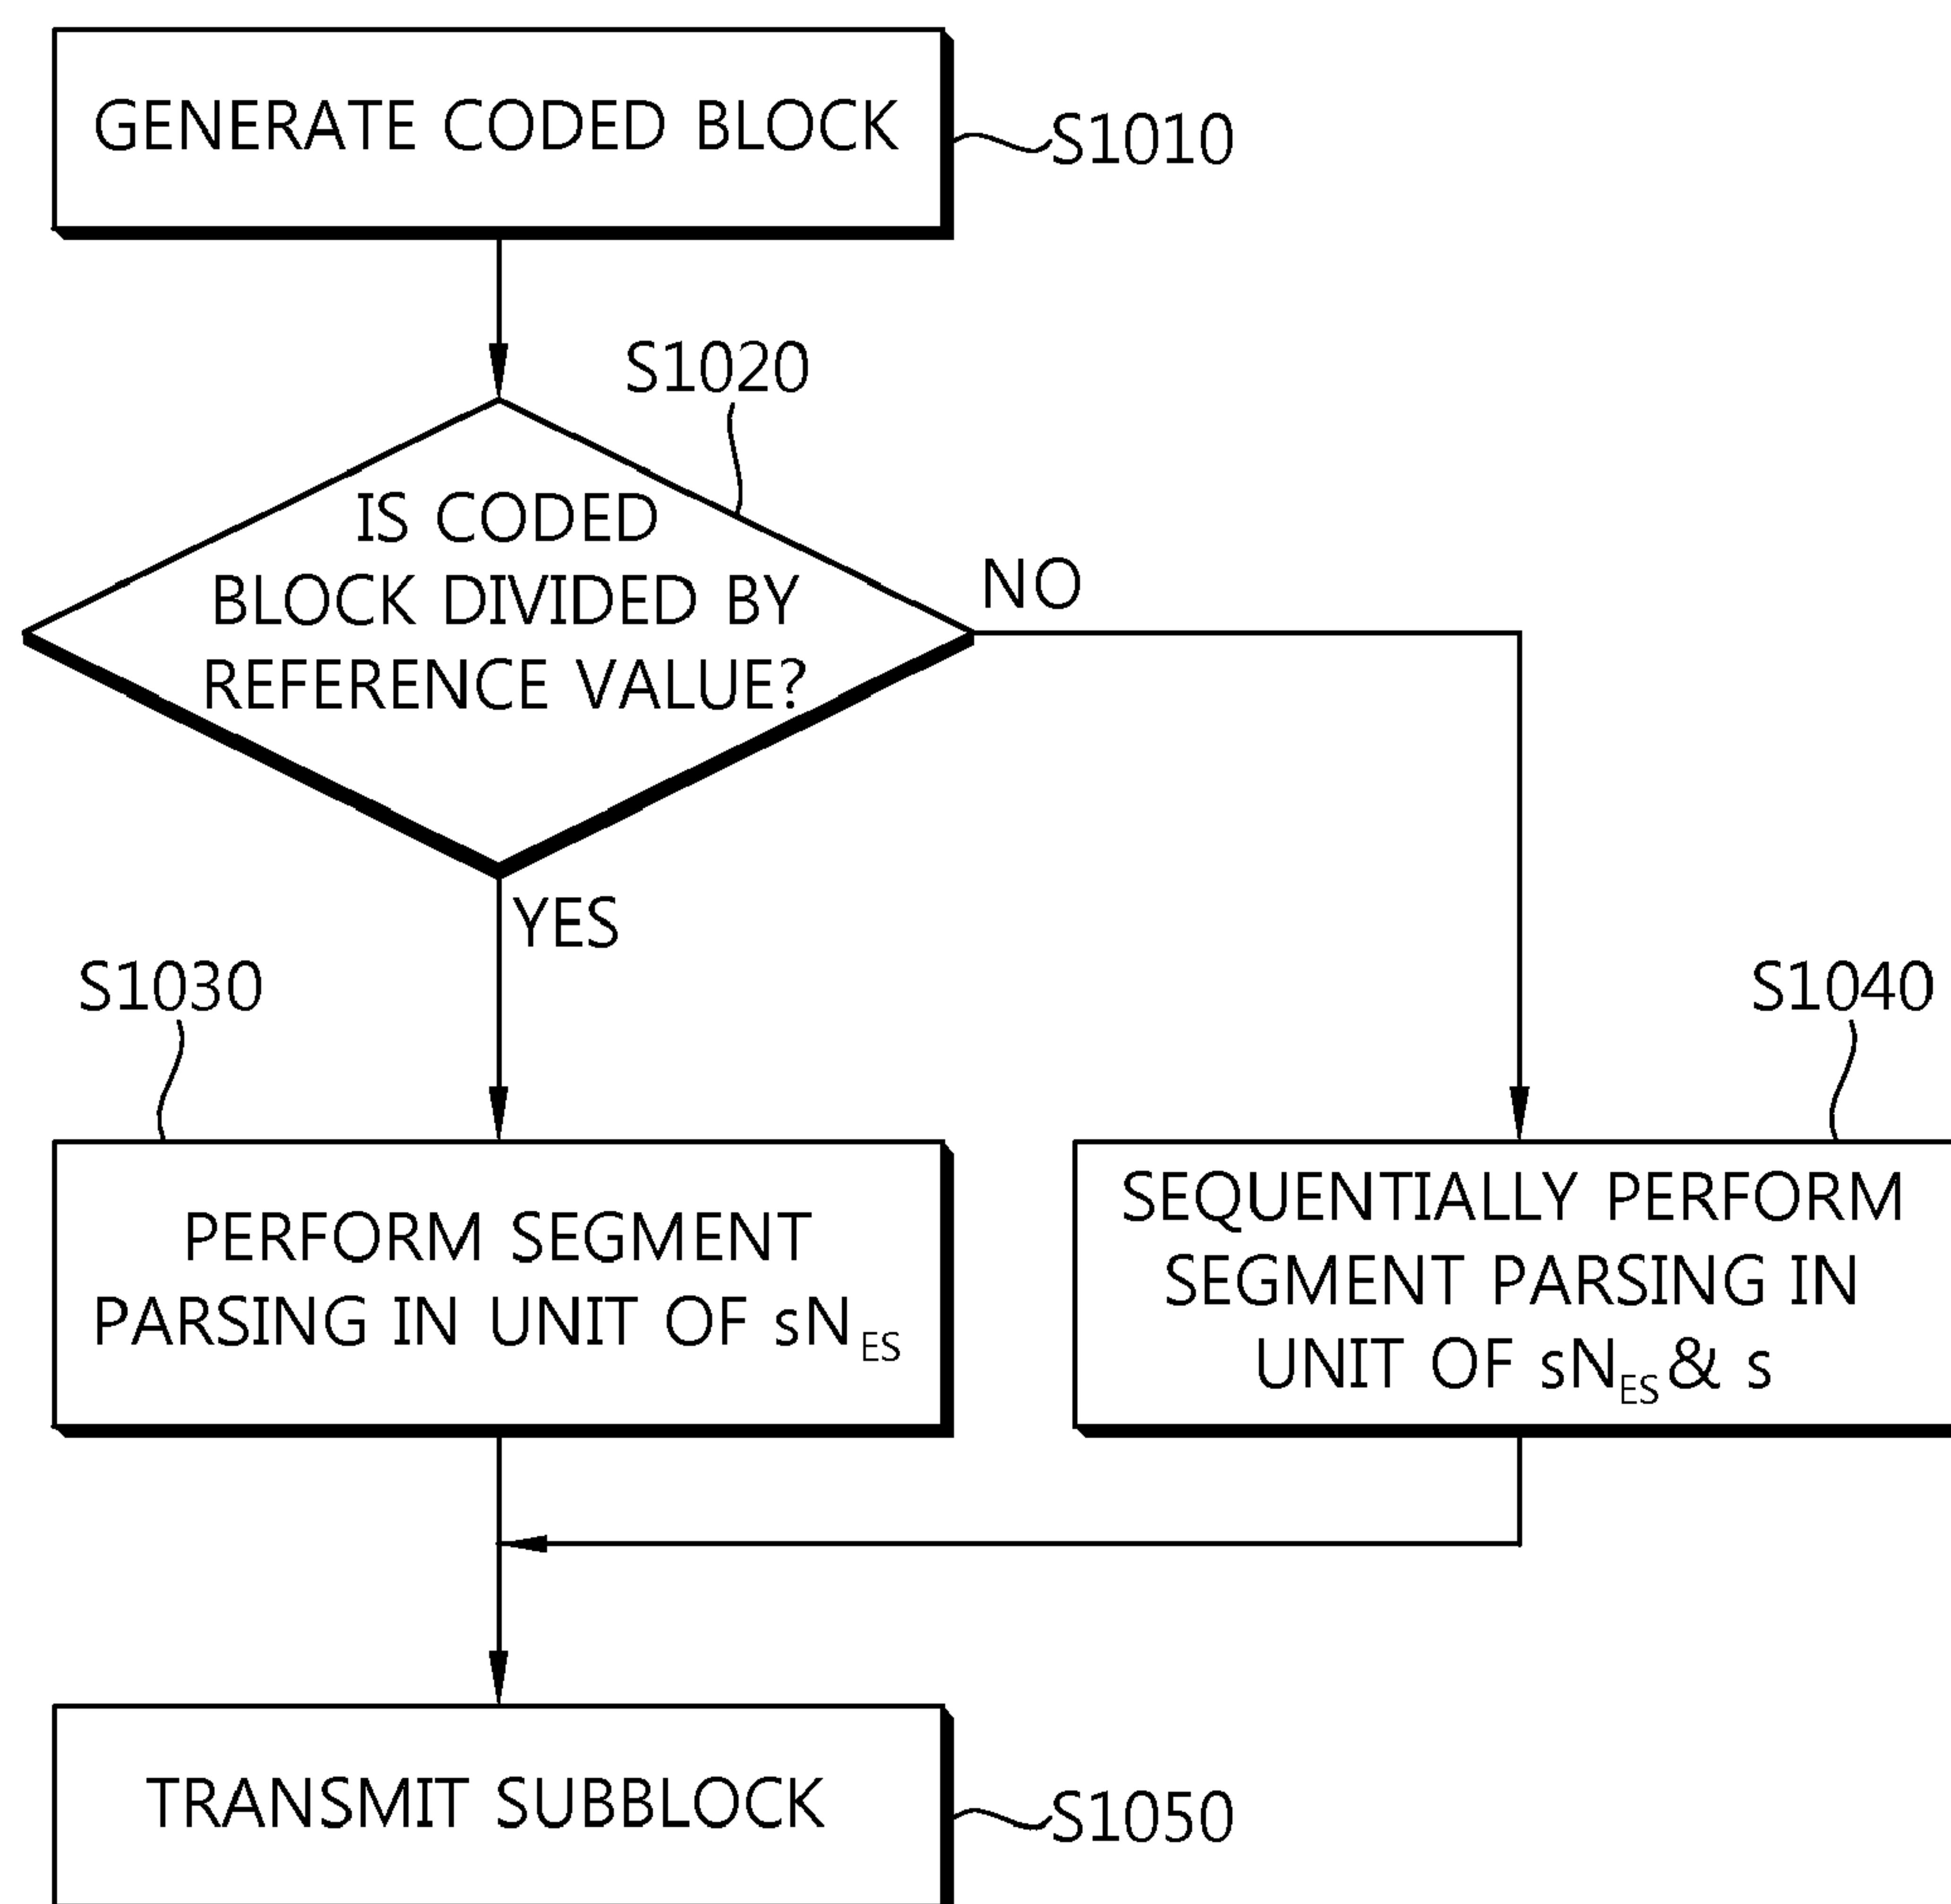 GENERATE CODED BLOCK
S1010
S1020
IS CODED
BLOCK DIVIDED BY
REFERENCE VALUE?
NO
YES
S1030
S1040
PERFORM SEGMENT
PARSING IN UNIT OF sNES
SEQUENTIALLY PERFORM
SEGMENT PARSING IN
UNIT OF sNES & s
TRANSMIT SUBBLOCK
S1050